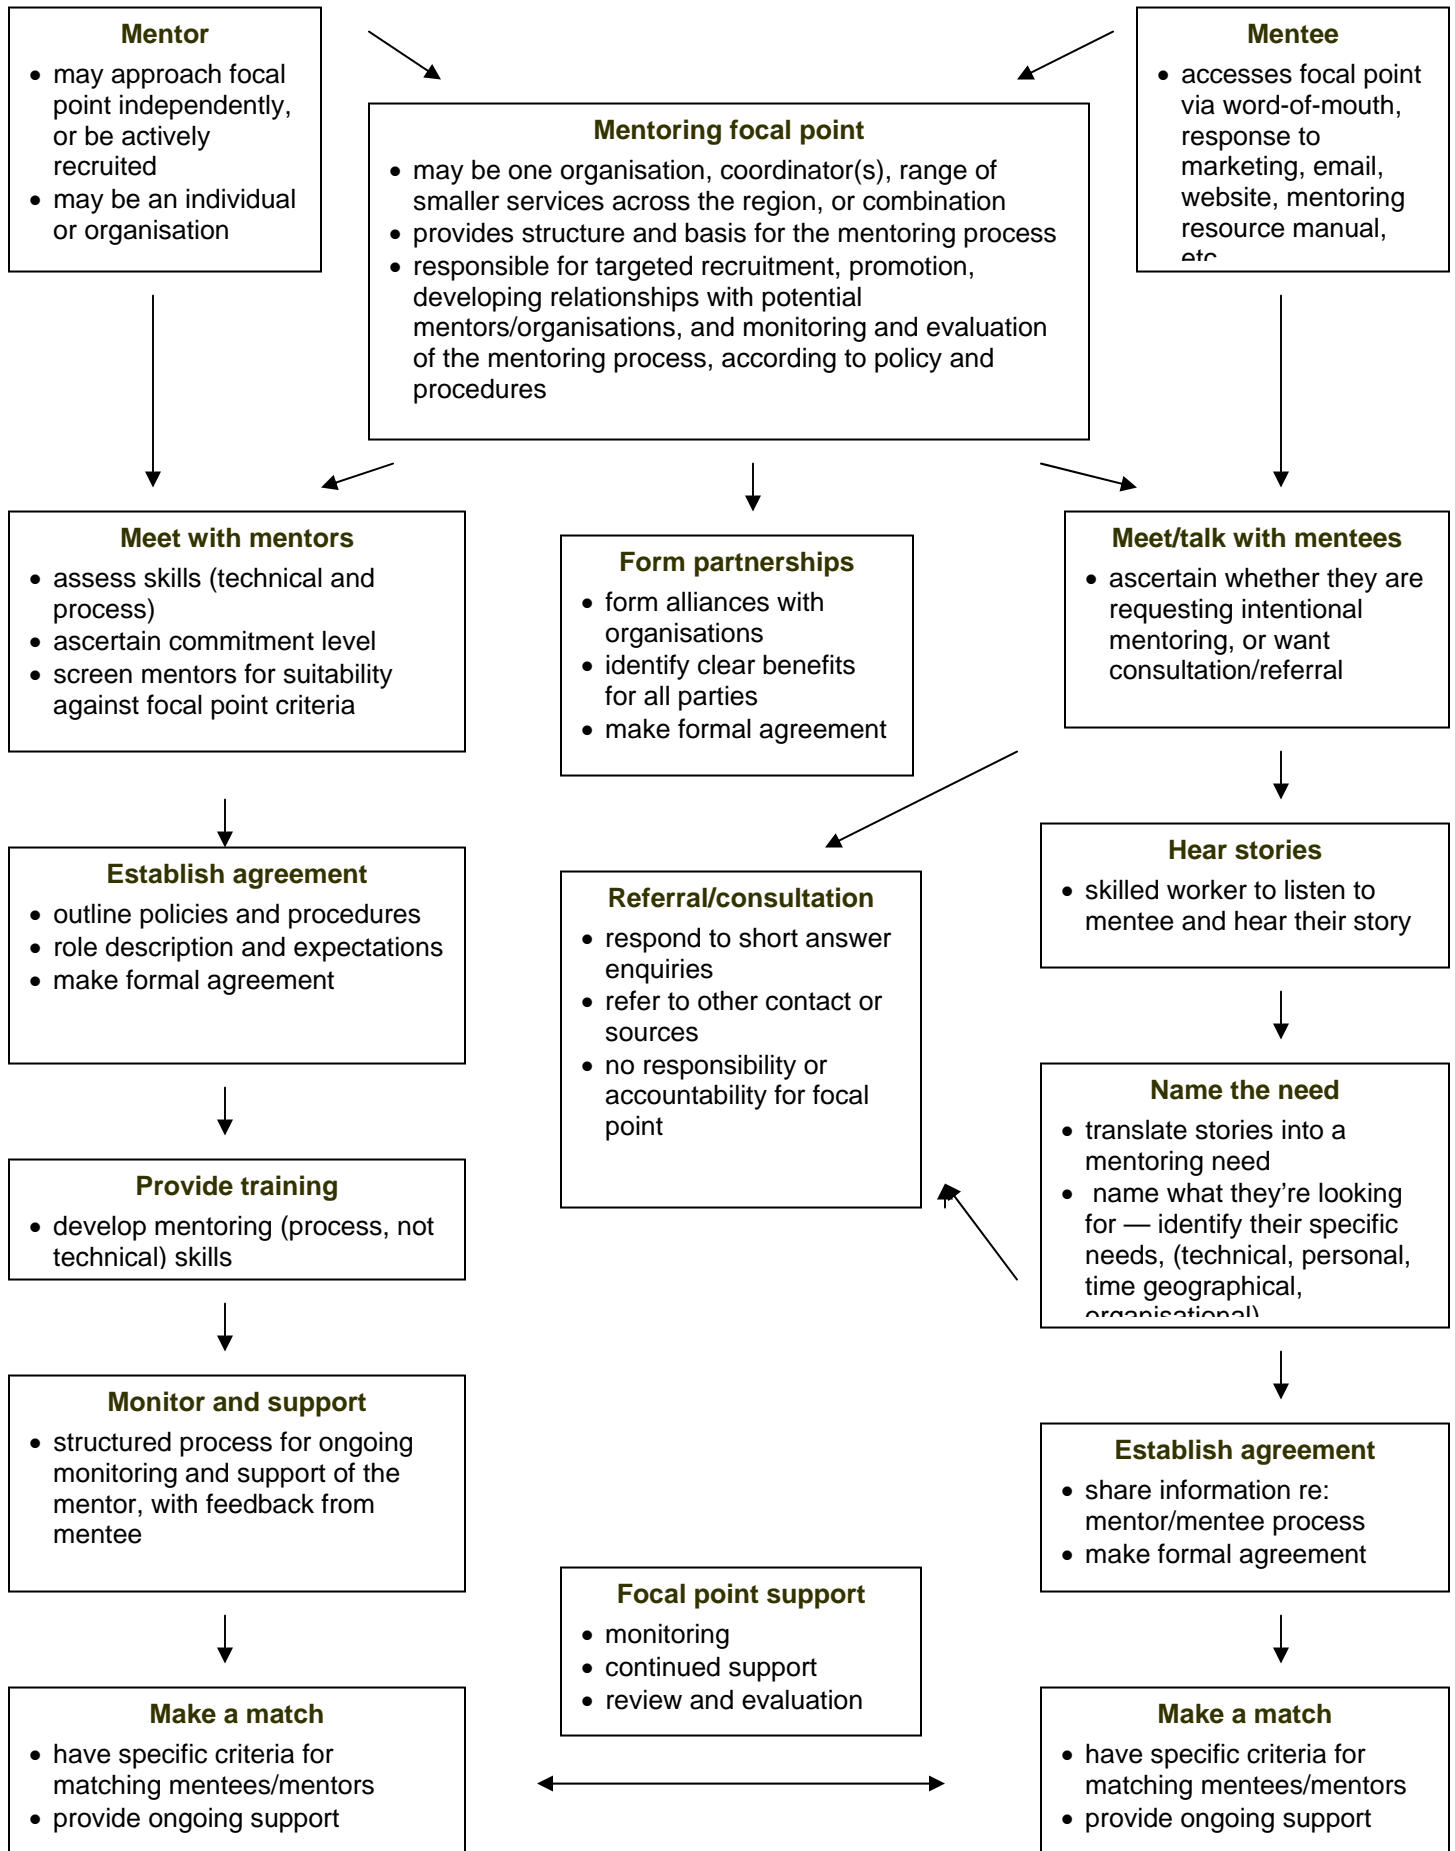 Mentor
• may approach focal
point independently,
or be actively
recruited
• may be an individual
or organisation
Mentoring focal point
• may be one organisation, coordinator(s), range of
smaller services across the region, or combination
• provides structure and basis for the mentoring process
• responsible for targeted recruitment, promotion,
developing relationships with potential
mentors/organisations, and monitoring and evaluation
of the mentoring process, according to policy and
procedures
Mentee
• accesses focal point
via word-of-mouth,
response to
marketing, email,
website, mentoring
resource manual,
etc
Meet with mentors
• assess skills (technical and
process)
• ascertain commitment level
• screen mentors for suitability
against focal point criteria
Form partnerships
• form alliances with
organisations
• identify clear benefits
for all parties
• make formal agreement
Meet/talk with mentees
• ascertain whether they are
requesting intentional
mentoring, or want
consultation/referral
Establish agreement
• outline policies and procedures
• role description and expectations
• make formal agreement
Referral/consultation
• respond to short answer
enquiries
• refer to other contact or
sources
• no responsibility or
accountability for focal
point
Hear stories
• skilled worker to listen to
mentee and hear their story
Provide training
• develop mentoring (process, not
technical) skills
Name the need
• translate stories into a
mentoring need
• name what they’re looking
for — identify their specific
needs, (technical, personal,
time geographical,
organisational)
Monitor and support
• structured process for ongoing
monitoring and support of the
mentor, with feedback from
mentee
Establish agreement
• share information re:
mentor/mentee process
• make formal agreement
Focal point support
• monitoring
• continued support
• review and evaluation
Make a match
• have specific criteria for
matching mentees/mentors
• provide ongoing support
Make a match
• have specific criteria for
matching mentees/mentors
• provide ongoing support